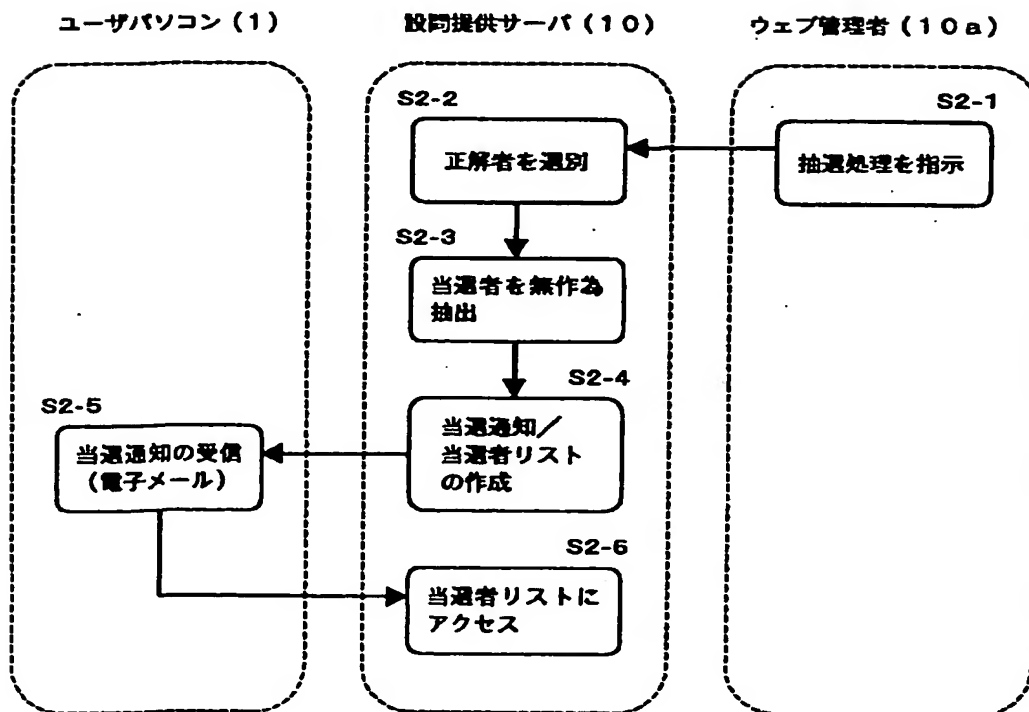 ユーザパソコン(1)
設問提供サーバ(10)
ウェブ管理者(10a)
S2-1
抽選処理を指示
S2-2
正解者を選別
S2-3
当選者を無作為
抽出
S2-4
当選通知/
当選者リスト
の作成
S2-5
当選通知の受信
(電子メール)
S2-6
当選者リストに
アクセス